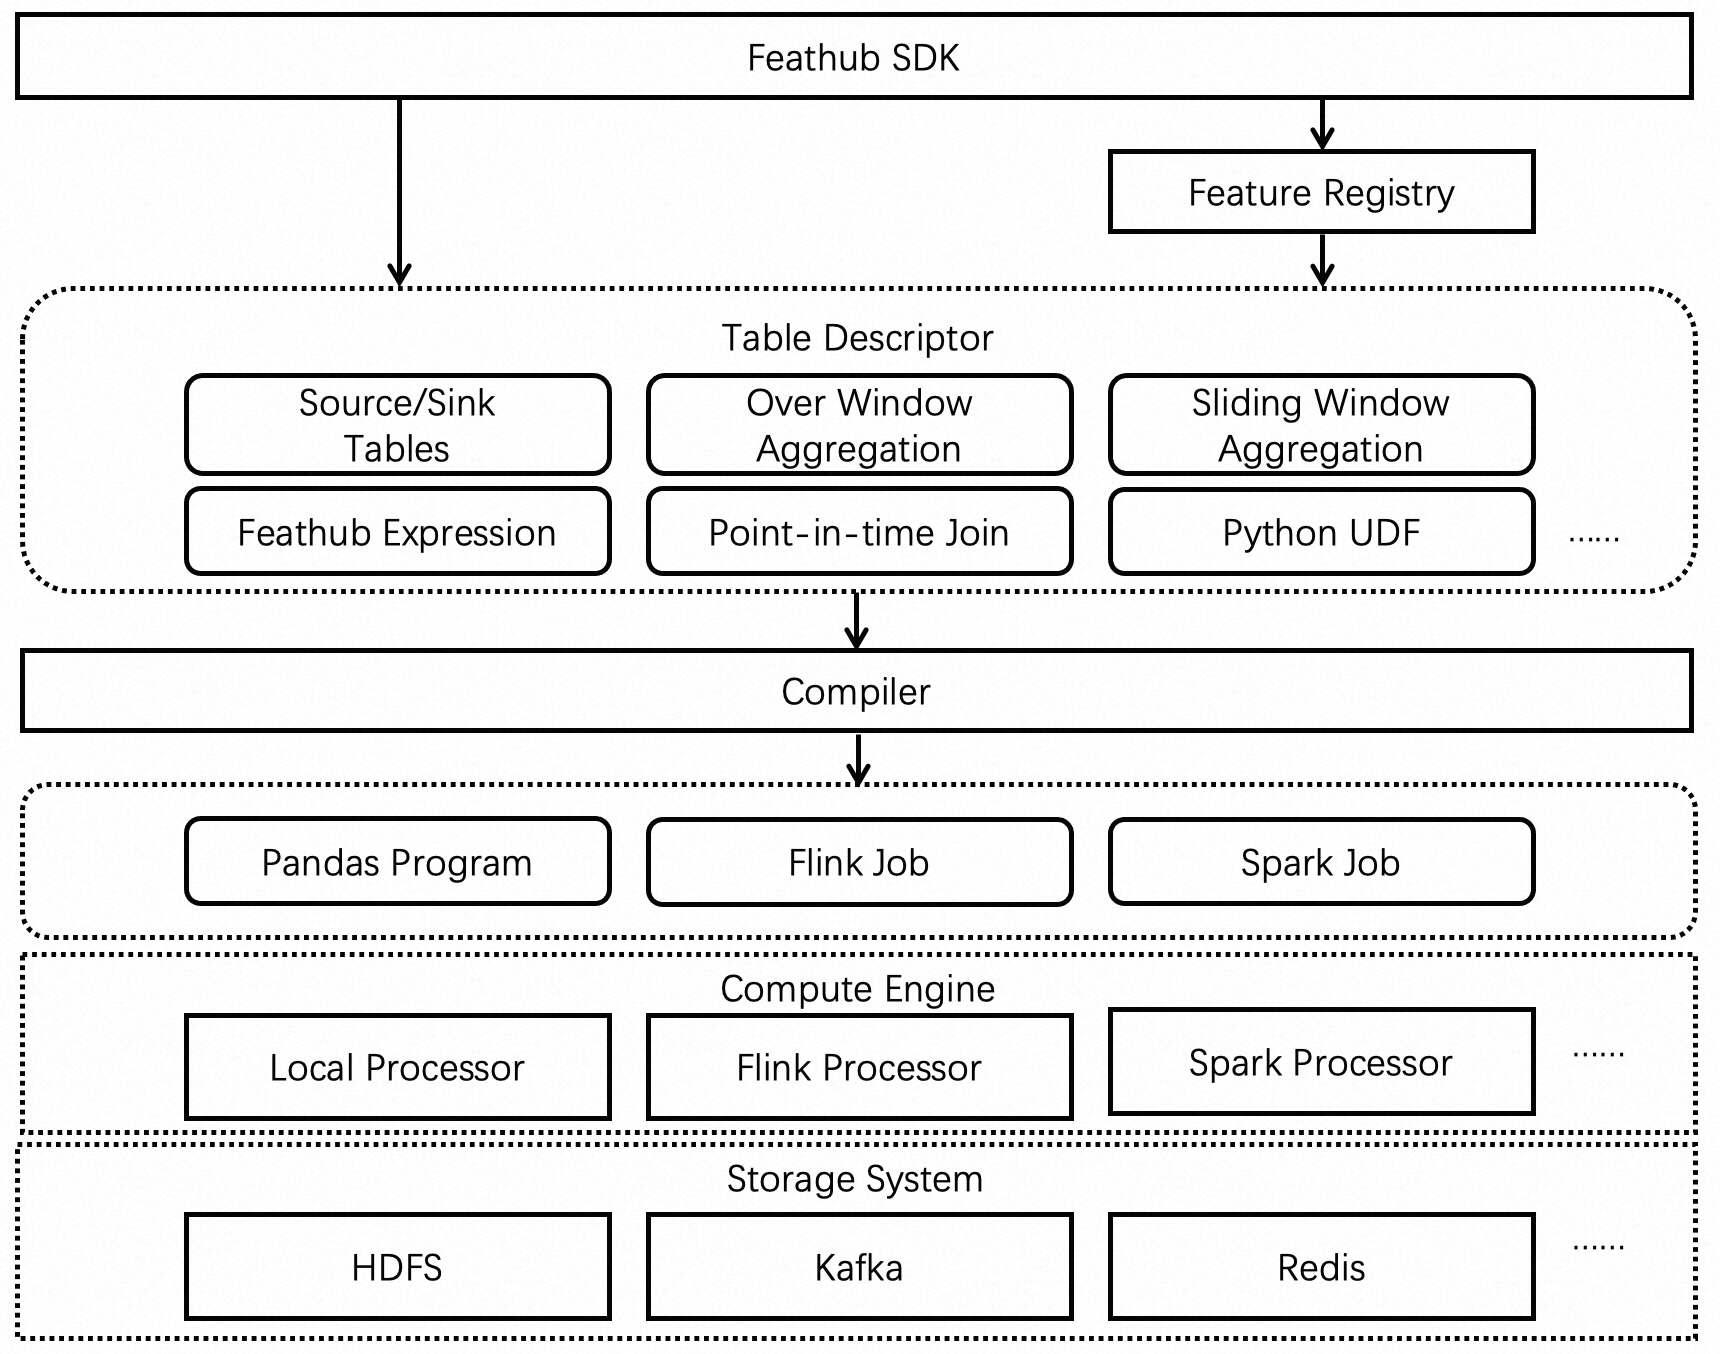 Feathub SDK
Feature Registry
Table Descriptor
Source/Sink
Tables
Over Window
Aggregation
Sliding Window
Aggregation
Feathub Expression
Point-in-time Join
Python UDF
......
Compiler
Pandas Program
Flink Job
Spark Job
Compute Engine
Local Processor
Flink Processor
Spark Processor
......
Storage System
HDFS
Kafka
Redis
......